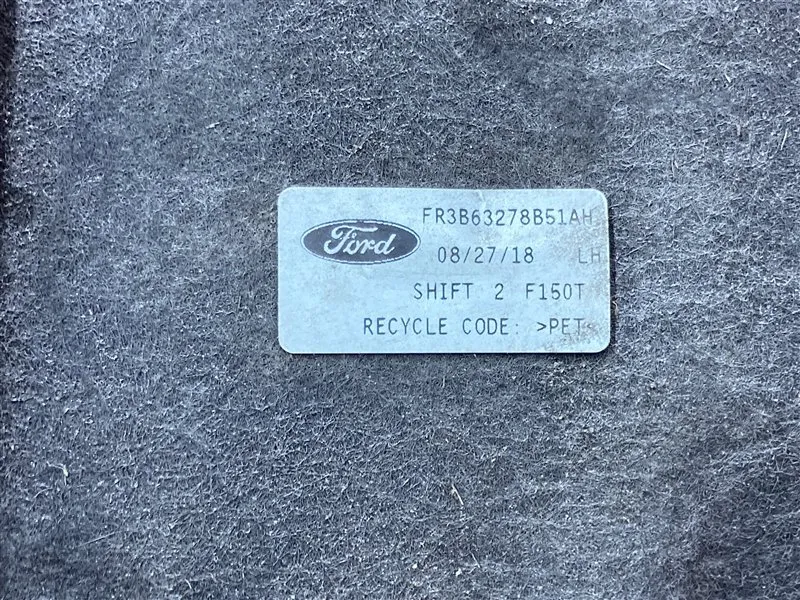 Ford
FR3B63278B51AH
08/27/18 LH
SHIFT 2 F150T
RECYCLE CODE: >PET<